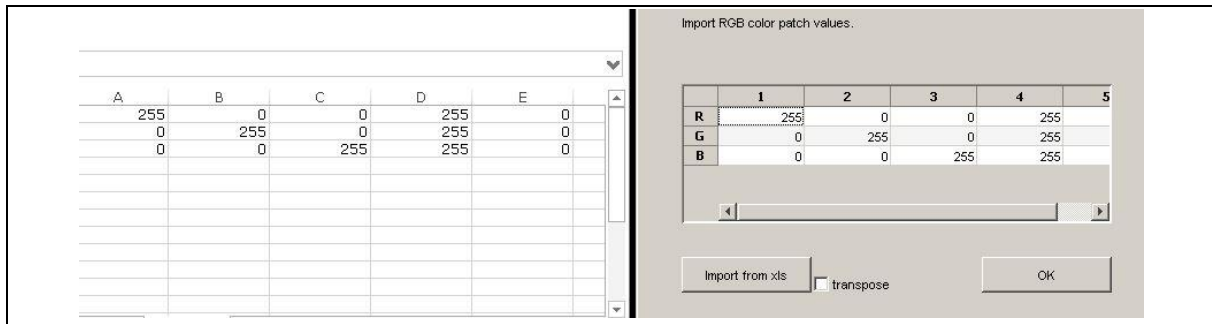 A B C D E
255 0 0 255 0
0 255 0 255 0
0 0 255 255 0
Import RGB color patch values.
1 2 3 4 5
R 255 0 0 255
G 0 255 0 255
B 0 0 255 255
Import from xls transpose OK